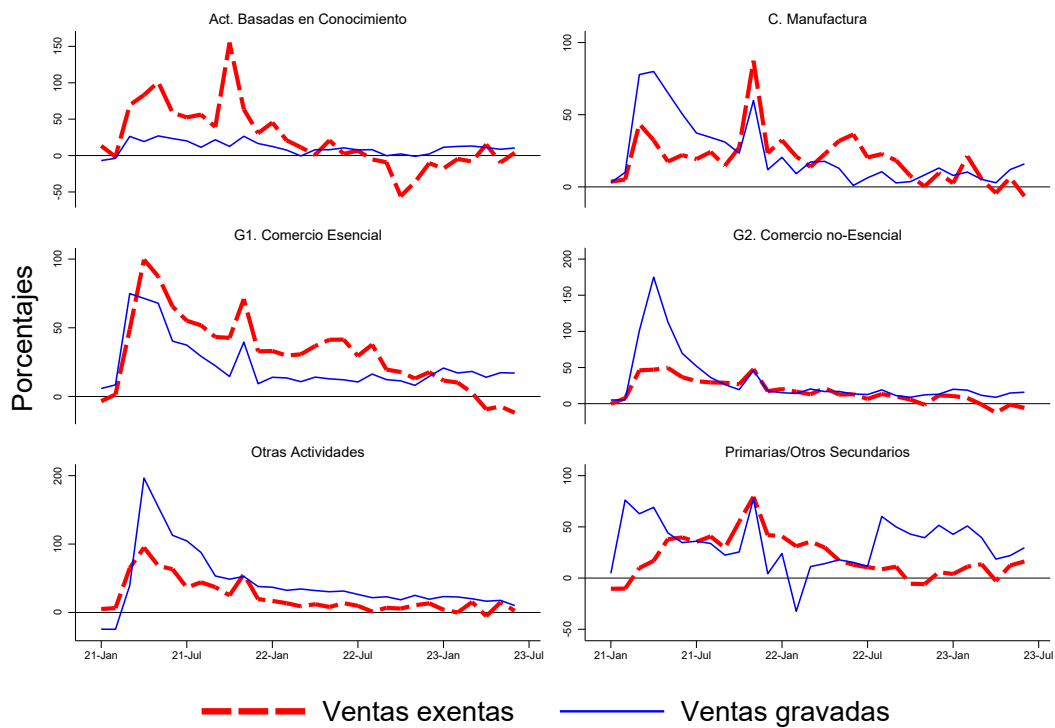 Porcentajes
Act. Basadas en Conocimiento
150
100
50
0
-50
C. Manufactura
100
50
0
G1. Comercio Esencial
100
50
0
G2. Comercio no-Esencial
200
150
100
50
0
Otras Actividades
200
100
0
21-Jan 21-Jul 22-Jan 22-Jul 23-Jan 23-Jul
Primarias/Otros Secundarios
100
50
0
-50
21-Jan 21-Jul 22-Jan 22-Jul 23-Jan 23-Jul
Ventas exentas Ventas gravadas